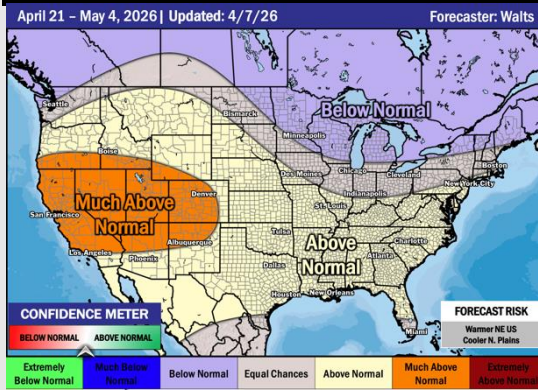 April 21 – May 4, 2026 | Updated: 4/7/26
Forecaster: Walts
Seattle
Bismarck
Below Normal
Minneapolis
Boise
Boston
Des Moines
Chicago
Cleveland
New York City
Indianapolis
Denver
Much Above
Normal
San Francisco
St. Louis
Above
Normal
Los Angeles
Albuquerque
Tulsa
Charlotte
Phoenix
Atlanta
Dallas
Houston
New Orleans
Miami
CONFIDENCE METER
BELOW NORMAL
ABOVE NORMAL
FORECAST RISK
Warmer NE US
Cooler N. Plains
Extremely
Below Normal
Much Below
Normal
Below Normal
Equal Chances
Above Normal
Much Above
Normal
Extremely
Above Normal